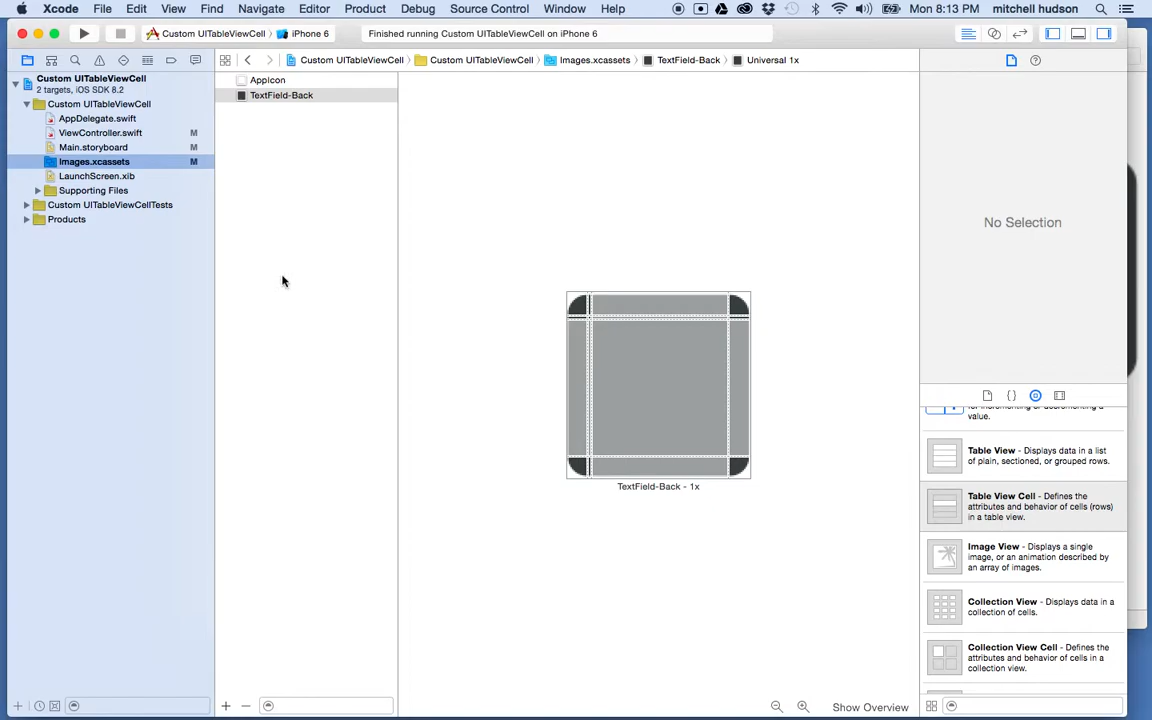 Xcode File Edit View Find Navigate Editor Product Debug Source Control Window Help Mon 8:13 PM mitchell hudson
Custom UITableViewCell iPhone 6 Finished running Custom UITableViewCell on iPhone 6
Custom UITableViewCell Custom UITableViewCell Images.xcassets TextField-Back Universal 1x
Custom UITableViewCell
2 targets, iOS SDK 8.2
Custom UITableViewCell
AppDelegate.swift
ViewController.swift M
Main.storyboard M
Images.xcassets M
LaunchScreen.xib
Supporting Files
Custom UITableViewCellTests
Products
AppIcon
TextField-Back
TextField-Back - 1x
Show Overview
No Selection
for incrementing or decrementing a
value.
Table View - Displays data in a list
of plain, sectioned, or grouped rows.
Table View Cell - Defines the
attributes and behavior of cells (rows)
in a table view.
Image View - Displays a single
image, or an animation described by
an array of images.
Collection View - Displays data in a
collection of cells.
Collection View Cell - Defines the
attributes and behavior of cells in a
collection view.